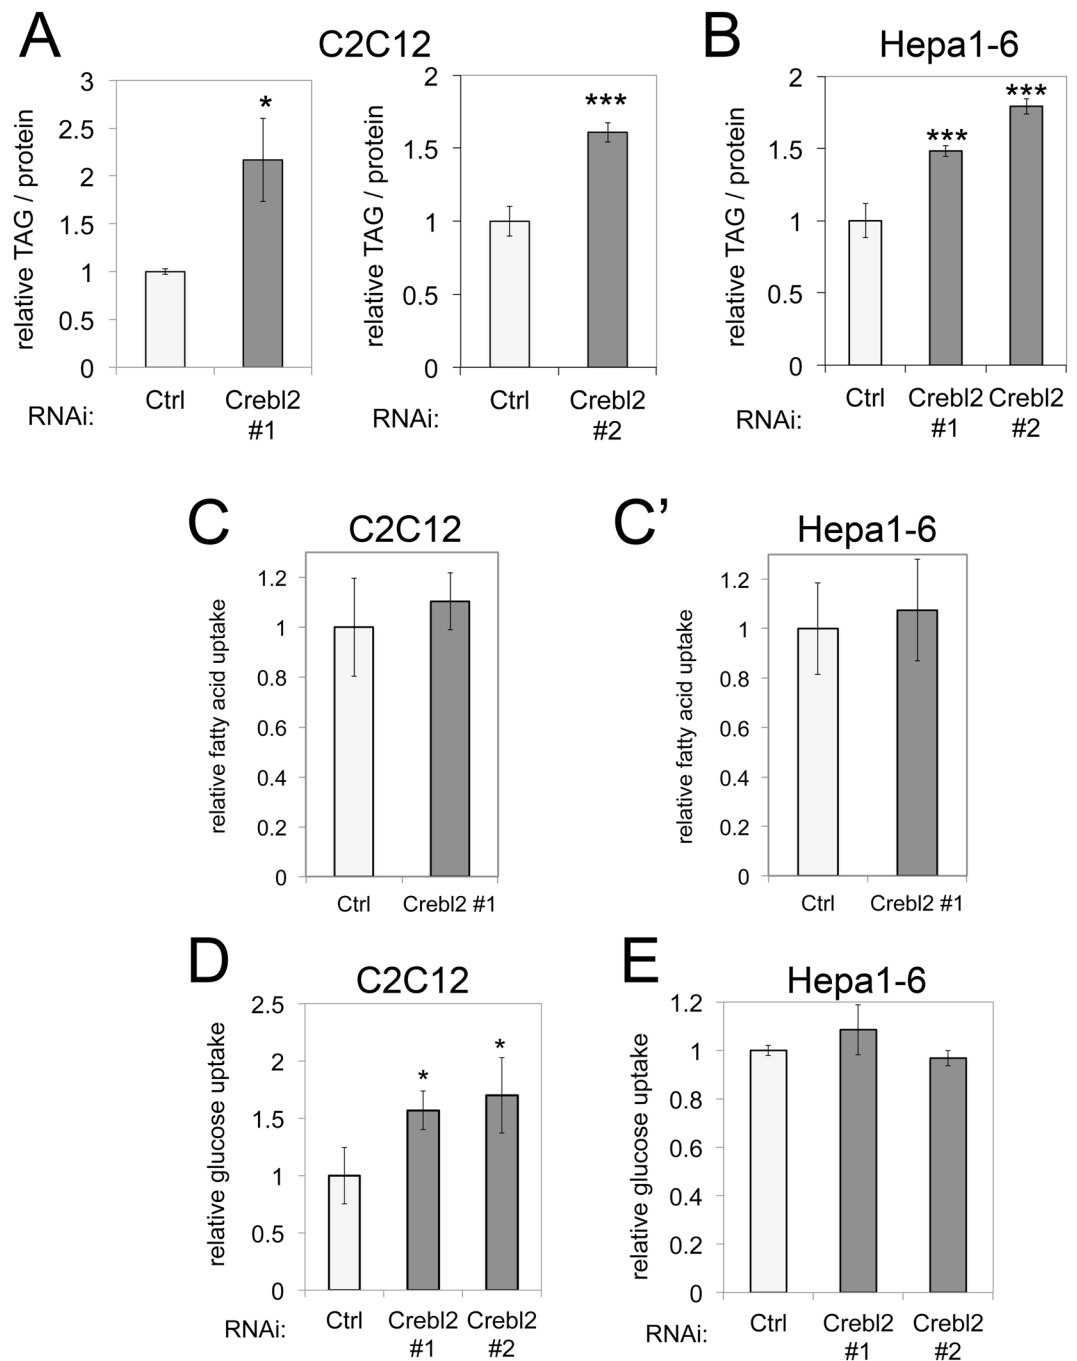 A
C2C12
B
Hepa1-6
relative TAG / protein
3
2.5
2
1.5
1
0.5
0
*
Ctrl
Crebl2
#1
RNAi:
relative TAG / protein
2
1.5
1
0.5
0
***
Ctrl
Crebl2
#2
RNAi:
relative TAG / protein
2
1.5
1
0.5
0
***
***
Ctrl
Crebl2
#1
Crebl2
#2
RNAi:
C
C2C12
relative fatty acid uptake
1.2
1
0.8
0.6
0.4
0.2
0
Ctrl
Crebl2 #1
C’
Hepa1-6
relative fatty acid uptake
1.2
1
0.8
0.6
0.4
0.2
0
Ctrl
Crebl2 #1
D
C2C12
relative glucose uptake
2.5
2
1.5
1
0.5
0
*
*
RNAi:
Ctrl
Crebl2
#1
Crebl2
#2
E
Hepa1-6
relative glucose uptake
1.2
1
0.8
0.6
0.4
0.2
0
RNAi:
Ctrl
Crebl2
#1
Crebl2
#2